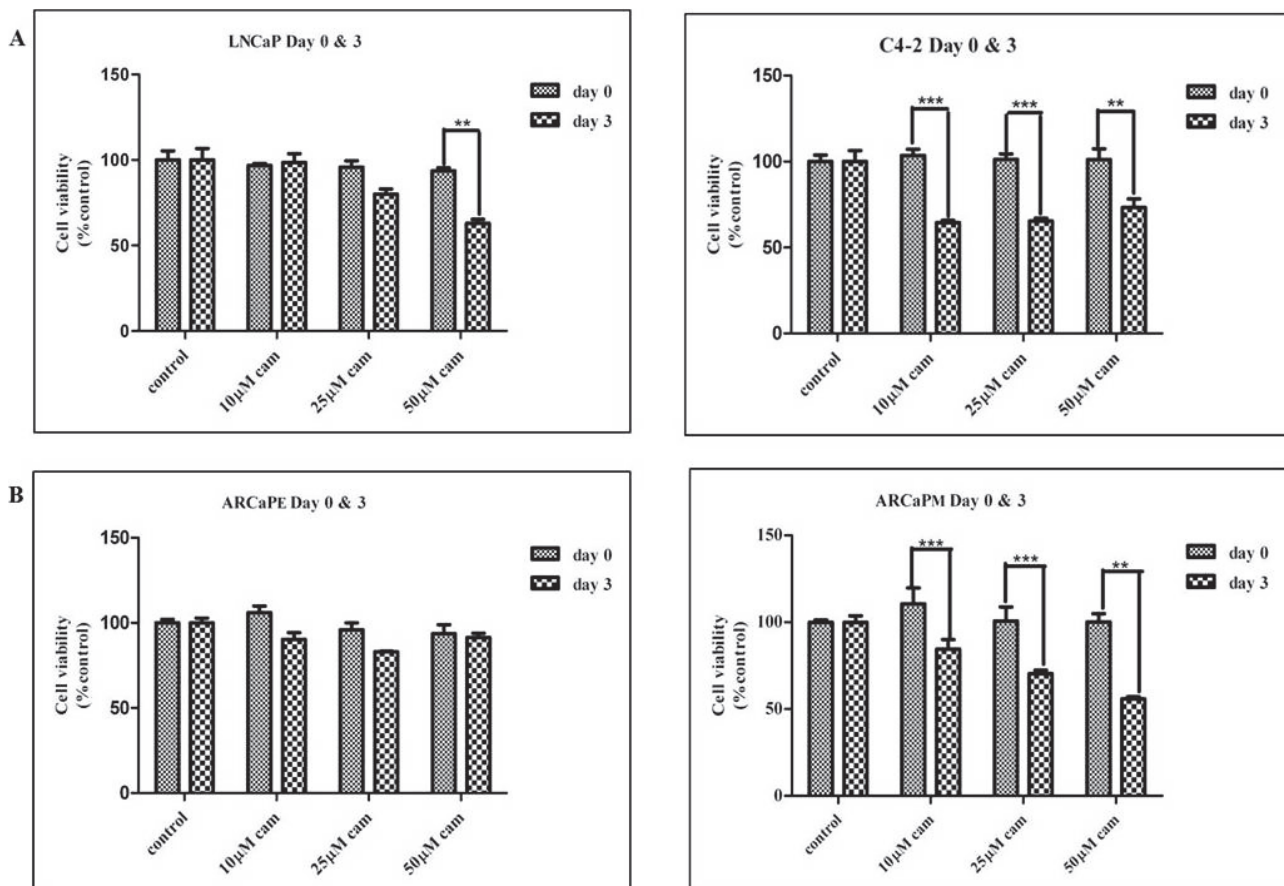 A
LNCaP Day 0 & 3
150
100
50
0
Cell viability
(%control)
**
day 0
day 3
control
10µM cam
25µM cam
50µM cam
C4-2 Day 0 & 3
150
100
50
0
Cell viability
(%control)
***
***
**
day 0
day 3
control
10µM cam
25µM cam
50µM cam
B
ARCaPE Day 0 & 3
150
100
50
0
Cell viability
(%control)
day 0
day 3
control
10µM cam
25µM cam
50µM cam
ARCaPM Day 0 & 3
150
100
50
0
Cell viability
(%control)
***
***
**
day 0
day 3
control
10µM cam
25µM cam
50µM cam